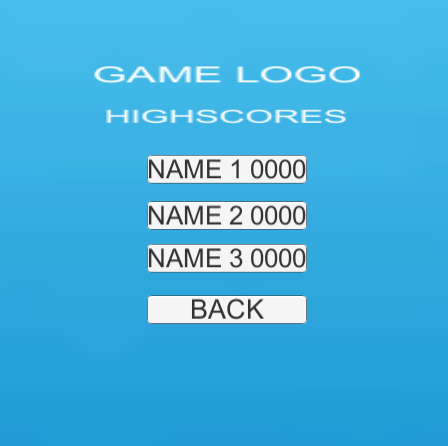 GAME LOGO
HIGHSCORES
NAME 1 0000
NAME 2 0000
NAME 3 0000
BACK